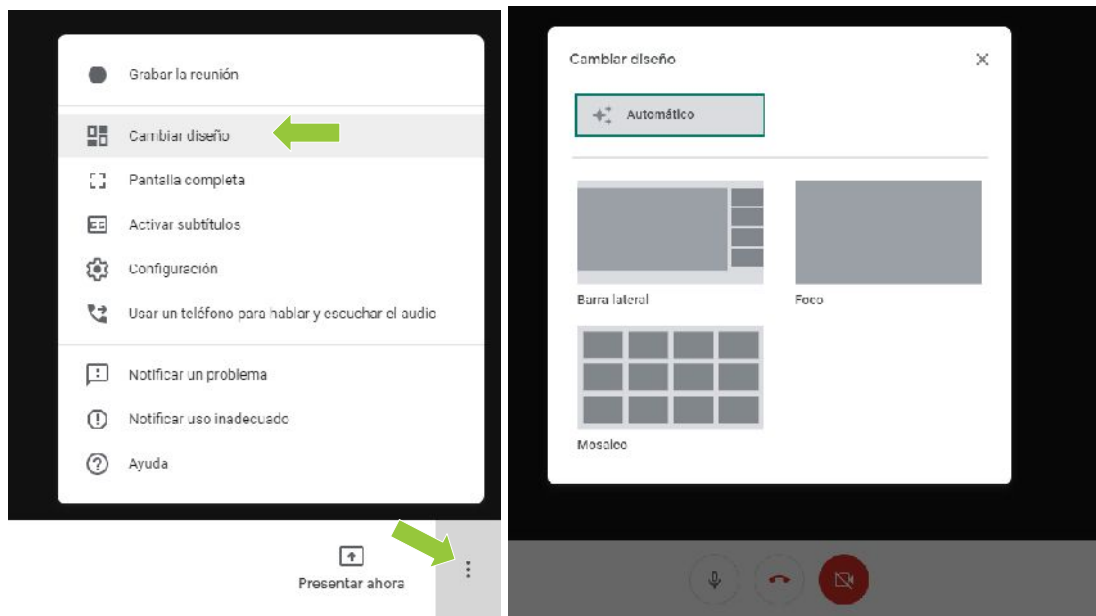 Grabar la reunión
Cambiar diseño
Pantalla completa
Activar subtítulos
Configuración
Usar un teléfono para hablar y escuchar el audio
Notificar un problema
Notificar uso inadecuado
Ayuda
Presentar ahora
Cambiar diseño
Automático
Barra lateral
Foco
Mosaico